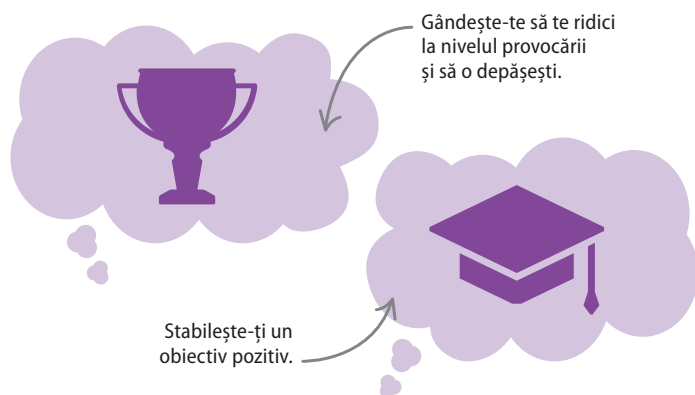 Gândește-te să te ridici
la nivelul provocării
și să o depășești.
Stabilește-ți un
obiectiv pozitiv.